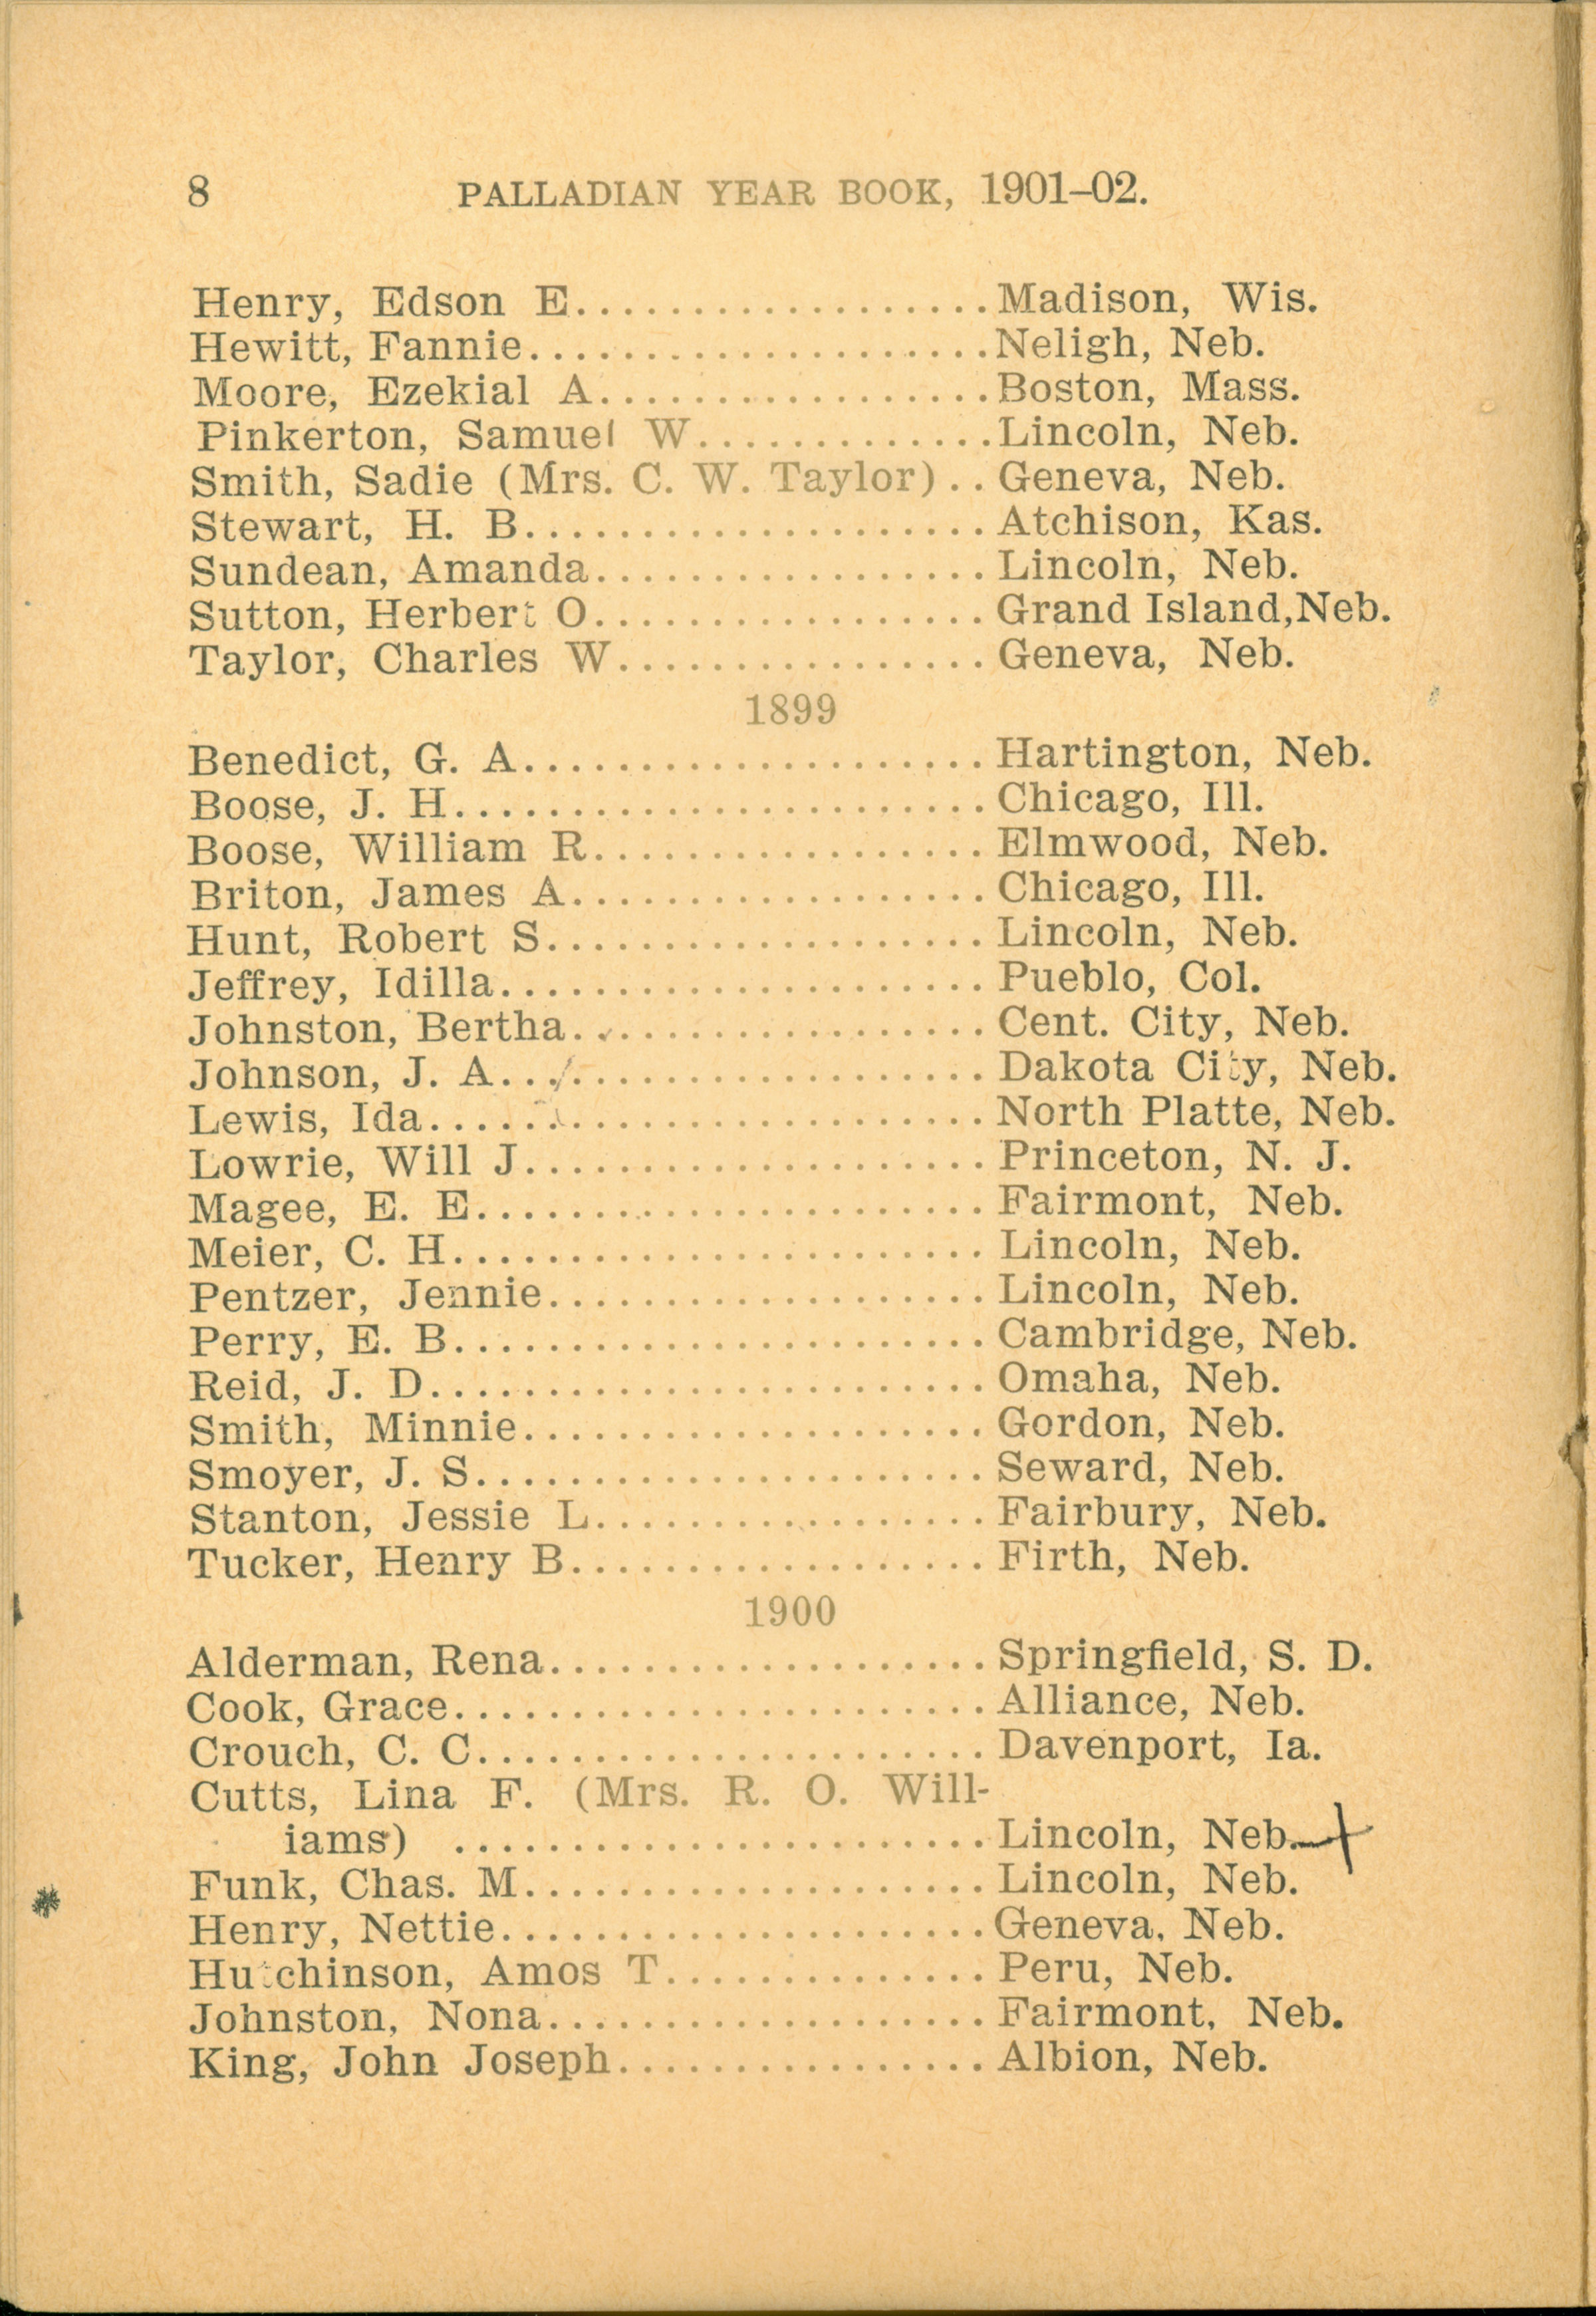 8 PALLADIAN YEAR BOOK, 1901–02.
Henry, Edson E..................Madison, Wis.
Hewitt, Fannie....................Neligh, Neb.
Moore, Ezekial A.................Boston, Mass.
Pinkerton, Samuel W.............Lincoln, Neb.
Smith, Sadie (Mrs. C. W. Taylor)..Geneva, Neb.
Stewart, H. B....................Atchison, Kas.
Sundean, Amanda.................Lincoln, Neb.
Sutton, Herbert O.................Grand Island,Neb.
Taylor, Charles W................Geneva, Neb.
1899
Benedict, G. A....................Hartington, Neb.
Boose, J. H.......................Chicago, Ill.
Boose, William R.................Elmwood, Neb.
Briton, James A..................Chicago, Ill.
Hunt, Robert S...................Lincoln, Neb.
Jeffrey, Idilla.....................Pueblo, Col.
Johnston, Bertha..................Cent. City, Neb.
Johnson, J. A.....................Dakota City, Neb.
Lewis, Ida........................North Platte, Neb.
Lowrie, Will J....................Princeton, N. J.
Magee, E. E......................Fairmont, Neb.
Meier, C. H.......................Lincoln, Neb.
Pentzer, Jennie...................Lincoln, Neb.
Perry, E. B.......................Cambridge, Neb.
Reid, J. D........................Omaha, Neb.
Smith, Minnie....................Gordon, Neb.
Smoyer, J. S......................Seward, Neb.
Stanton, Jessie L.................Fairbury, Neb.
Tucker, Henry B..................Firth, Neb.
1900
Alderman, Rena...................Springfield, S. D.
Cook, Grace.......................Alliance, Neb.
Crouch, C. C......................Davenport, Ia.
Cutts, Lina F. (Mrs. R. O. Will-
iams) .......................Lincoln, Neb.
Funk, Chas. M....................Lincoln, Neb.
Henry, Nettie.....................Geneva, Neb.
Hutchinson, Amos T..............Peru, Neb.
Johnston, Nona...................Fairmont, Neb.
King, John Joseph................Albion, Neb.